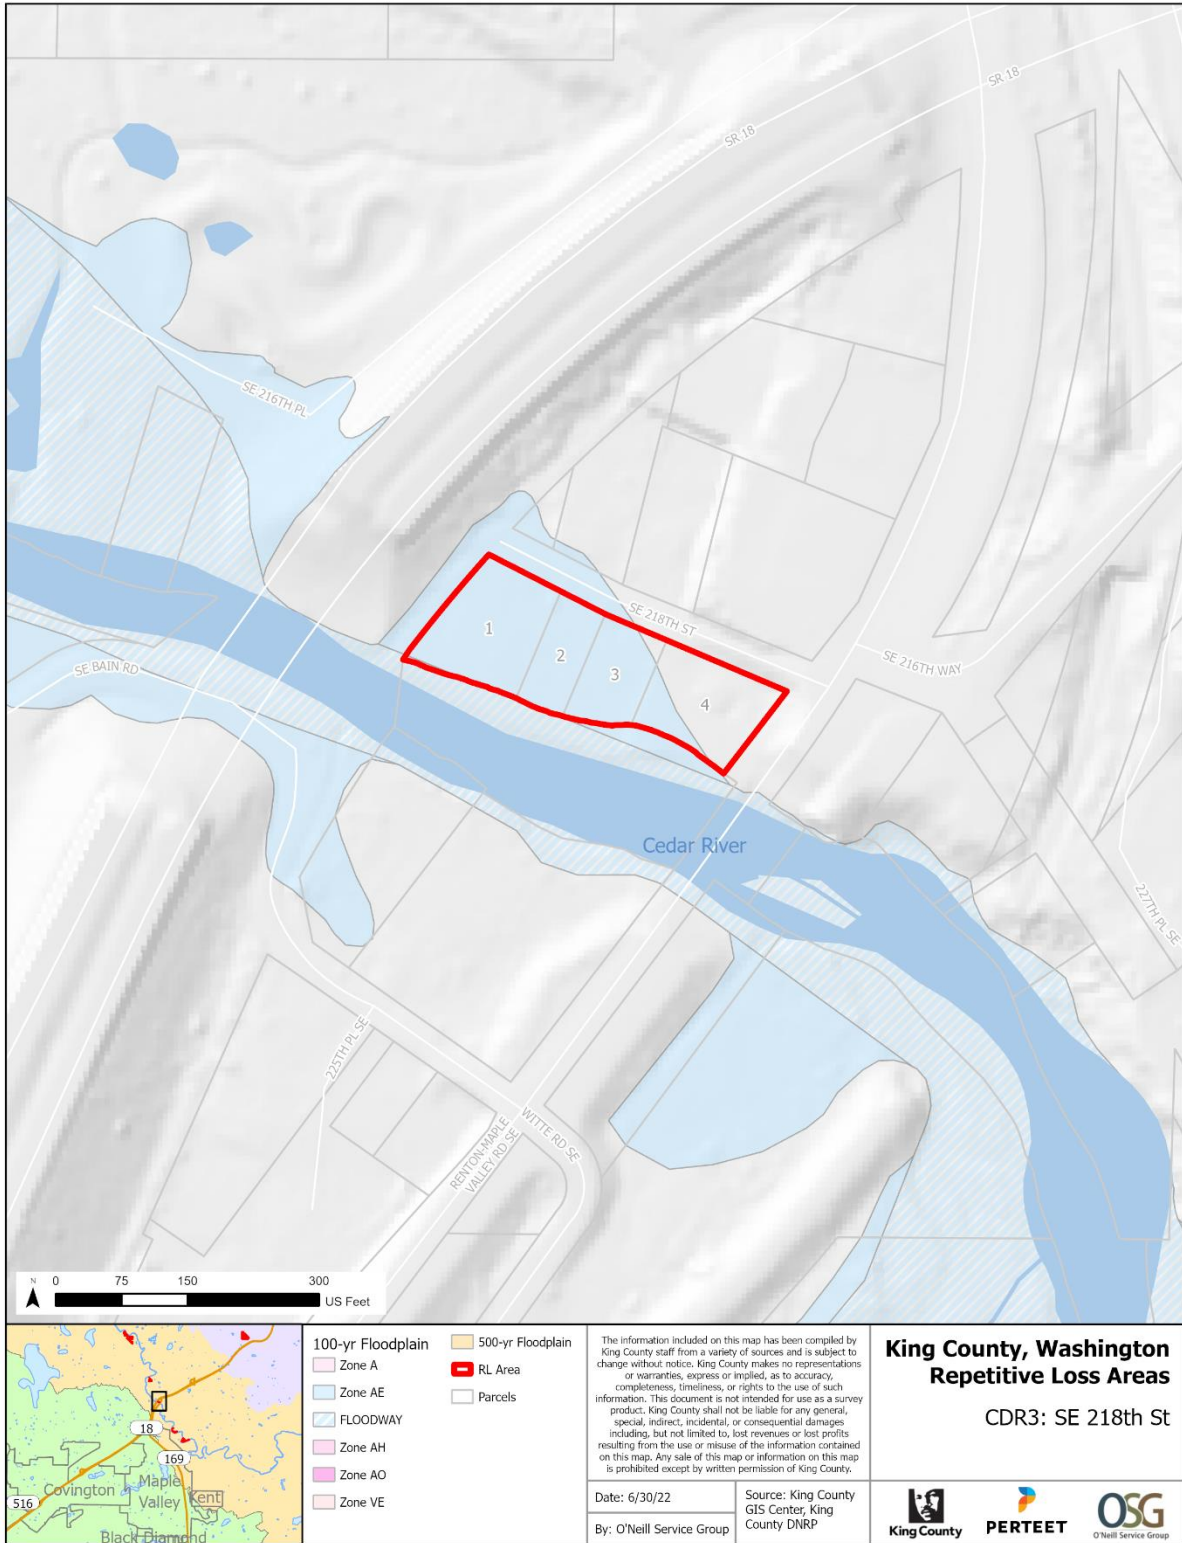 SR 18
SR 18
SE 216TH PL
SE 218TH ST
1
2
3
4
SE 216TH WAY
SE BAIN RD
Cedar River
227TH PL SE
225TH PL SE
WITTE RD SE
RENTON-MAPLE
VALLEY RD SE
N
0 75 150 300
US Feet
18
169
516
Covington
Maple
Valley
Kent
Black Diamond
100-yr Floodplain
Zone A
Zone AE
FLOODWAY
Zone AH
Zone AO
Zone VE
500-yr Floodplain
RL Area
Parcels
The information included on this map has been compiled by
King County staff from a variety of sources and is subject to
change without notice. King County makes no representations
or warranties, express or implied, as to accuracy,
completeness, timeliness, or rights to the use of such
information. This document is not intended for use as a survey
product. King County shall not be liable for any general,
special, indirect, incidental, or consequential damages
including, but not limited to, lost revenues or lost profits
resulting from the use or misuse of the information contained
on this map. Any sale of this map or information on this map
is prohibited except by written permission of King County.
Date: 6/30/22
By: O'Neill Service Group
Source: King County
GIS Center, King
County DNRP
King County, Washington
Repetitive Loss Areas
CDR3: SE 218th St
King County
PERTEET
OSG
O'Neill Service Group